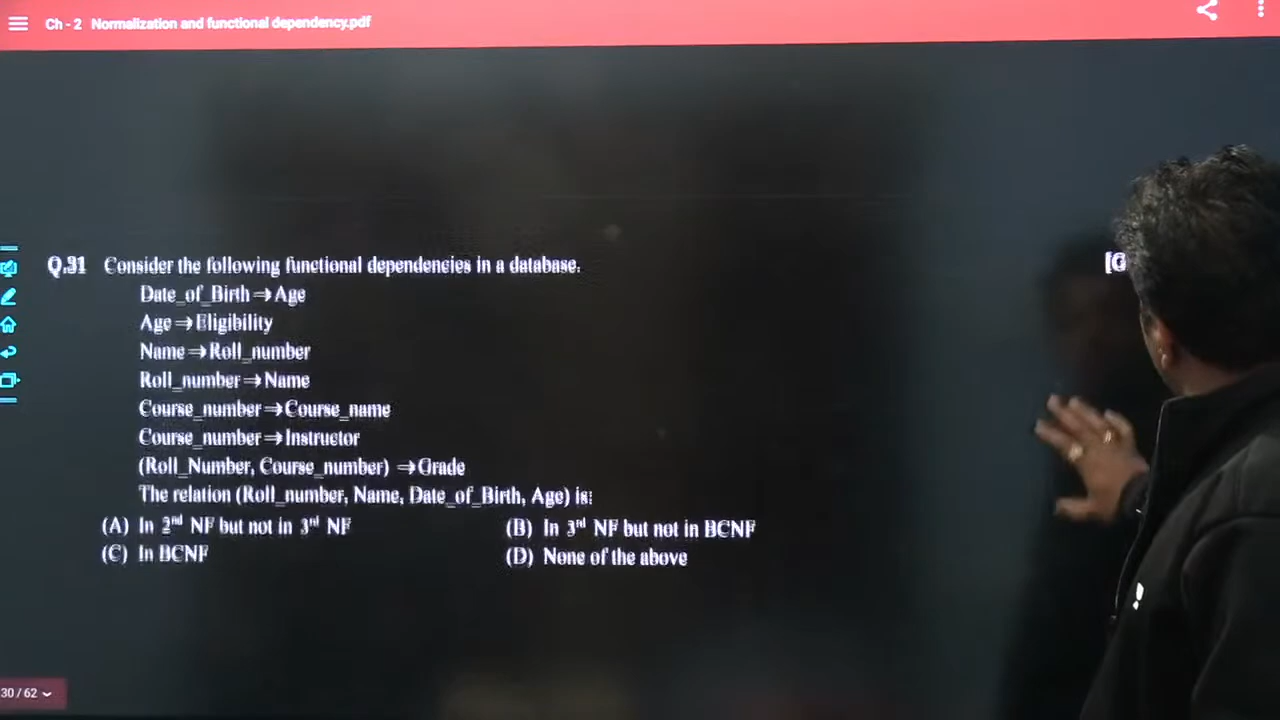 Ch - 2 Normalization and functional dependency.pdf
Q.31 Consider the following functional dependencies in a database. [G
Date_of_Birth ⇒ Age
Age ⇒ Eligibility
Name ⇒ Roll_number
Roll_number ⇒ Name
Course_number ⇒ Course_name
Course_number ⇒ Instructor
(Roll_Number, Course_number) ⇒ Grade
The relation (Roll_number, Name, Date_of_Birth, Age) is:
(A) In 2nd NF but not in 3rd NF (B) In 3rd NF but not in BCNF
(C) In BCNF (D) None of the above
30 / 62